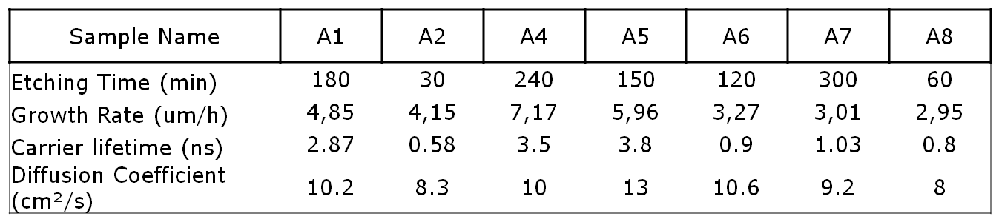 Sample Name A1 A2 A4 A5 A6 A7 A8
Etching Time (min) 180 30 240 150 120 300 60
Growth Rate (um/h) 4,85 4,15 7,17 5,96 3,27 3,01 2,95
Carrier lifetime (ns) 2.87 0.58 3.5 3.8 0.9 1.03 0.8
Diffusion Coefficient
(cm²/s) 10.2 8.3 10 13 10.6 9.2 8